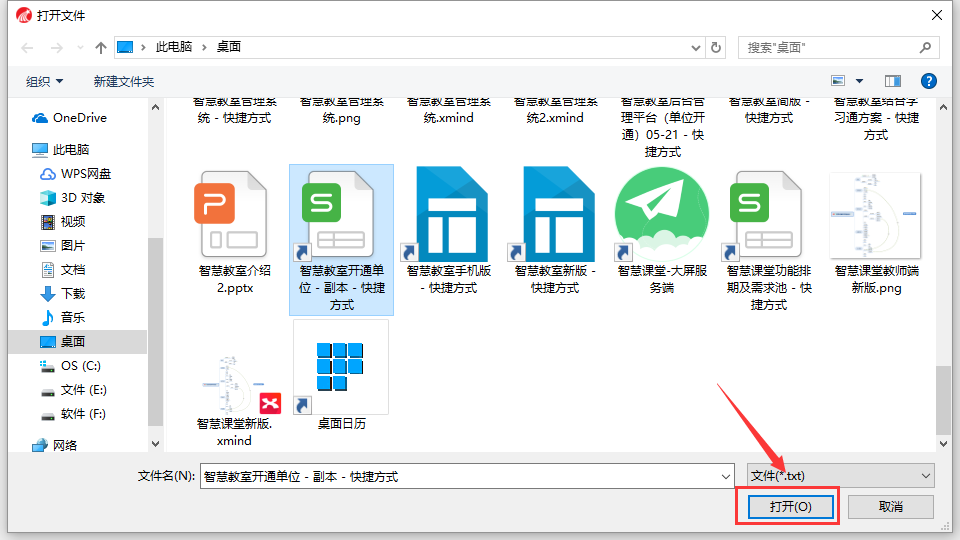 打开文件
此电脑 > 桌面
搜索"桌面"
组织
新建文件夹
OneDrive
此电脑
WPS网盘
3D 对象
视频
图片
文档
下载
音乐
桌面
OS (C:)
文件 (E:)
软件 (F:)
网络
智慧教室管理系
统 - 快捷方式
智慧教室管理系
统.png
智慧教室管理系
统.xmind
智慧教室管理系
统2.xmind
智慧教室后台管
理平台（单位开
通）05-21 - 快
捷方式
智慧教室简版 -
快捷方式
智慧教室结合学
习通方案 - 快捷
方式
智慧教室介绍
2.pptx
智慧教室开通单
位 - 副本 - 快捷
方式
智慧教室手机版
- 快捷方式
智慧教室新版 -
快捷方式
智慧课堂-大屏服
务端
智慧课堂功能排
期及需求池 - 快
捷方式
智慧课堂教师端
新版.png
智慧课堂新版.
xmind
桌面日历
文件名(N):
智慧教室开通单位 - 副本 - 快捷方式
文件(*.txt)
打开(O)
取消